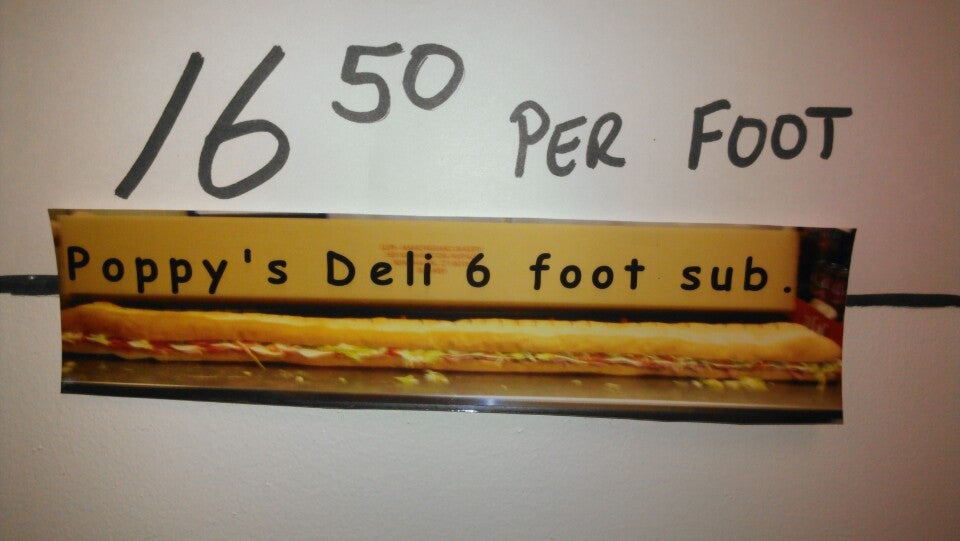 16 50 PER FOOT
Poppy's Deli 6 foot sub.